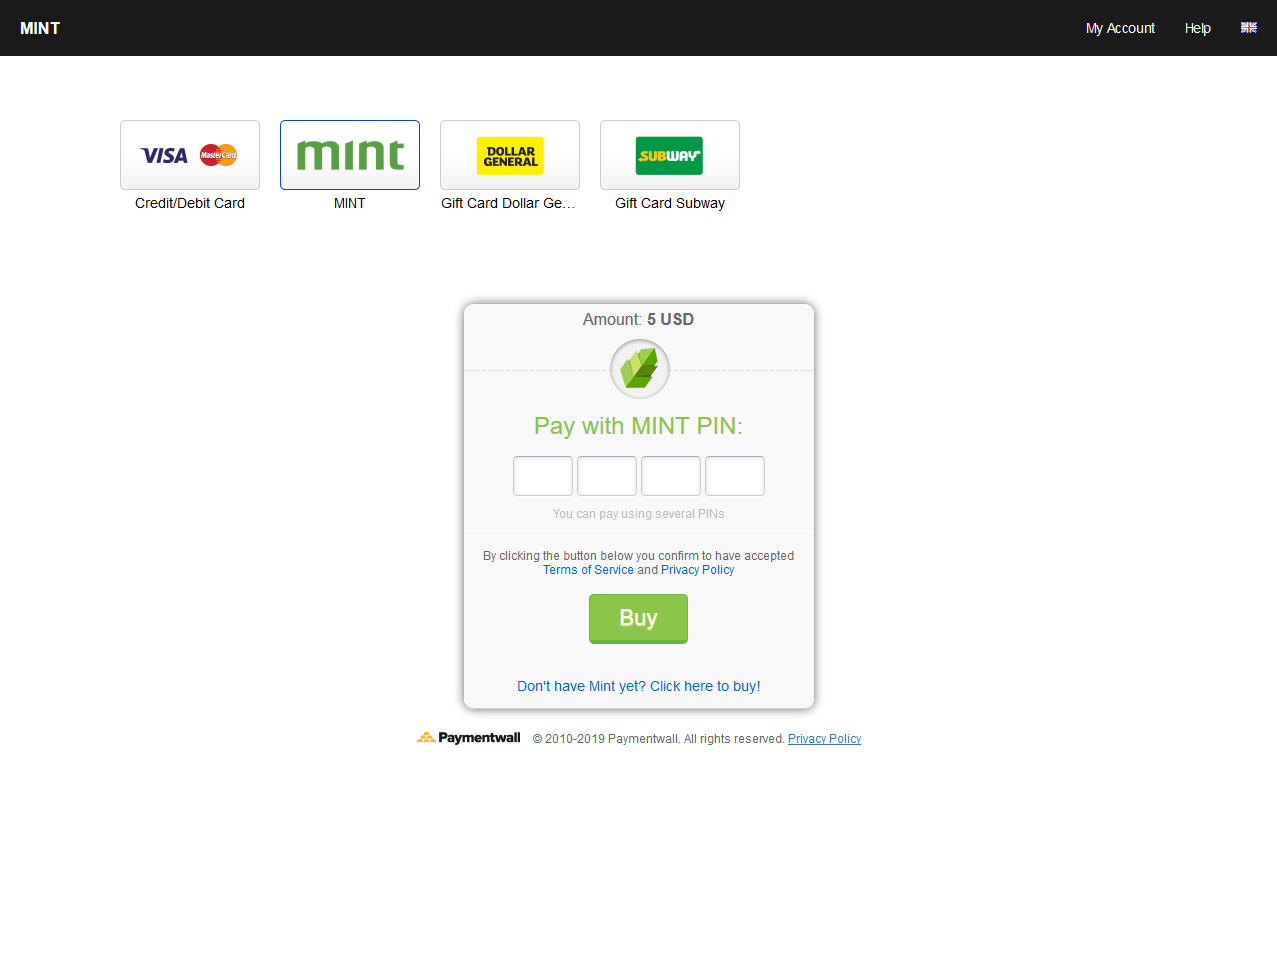 MINT
My Account
Help
VISA
MasterCard
mint
DOLLAR
GENERAL
SUBWAY
Credit/Debit Card
MINT
Gift Card Dollar Ge...
Gift Card Subway
Amount: 5 USD
Pay with MINT PIN:
You can pay using several PINs
By clicking the button below you confirm to have accepted
Terms of Service and Privacy Policy
Buy
Don't have Mint yet? Click here to buy!
Paymentwall © 2010-2019 Paymentwall. All rights reserved. Privacy Policy